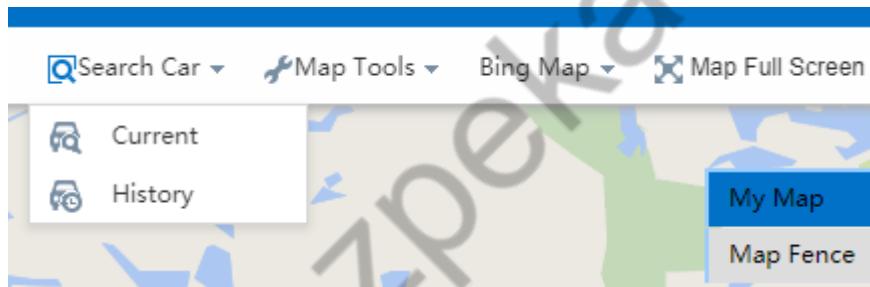 Search Car Map Tools Bing Map Map Full Screen
Current
History
My Map
Map Fence
zpeka